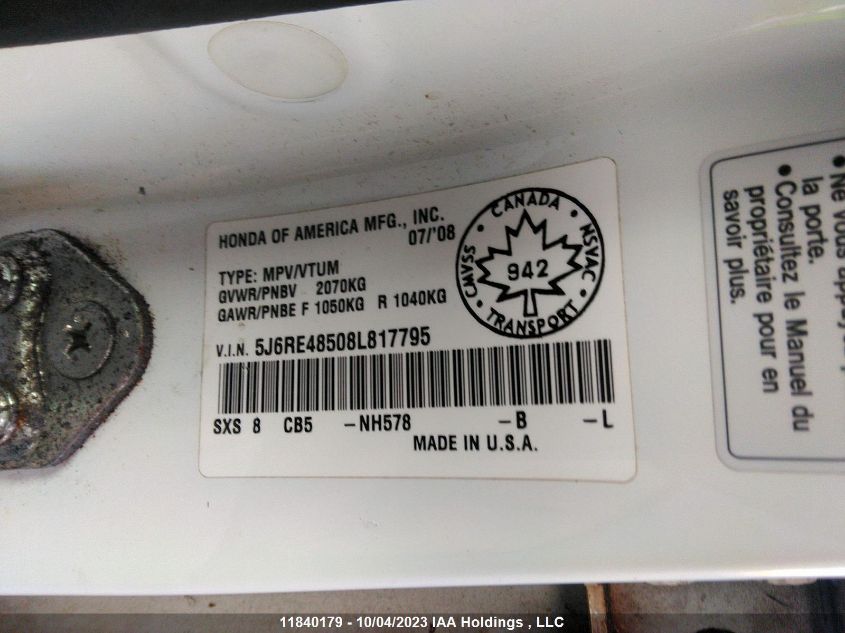 HONDA OF AMERICA MFG., INC.
07/'08
TYPE: MPV/VTUM
GVWR/PNBV 2070KG
GAWR/PNBE F 1050KG R 1040KG
V.I.N. 5J6RE48508L817795
SXS 8 CB5 -NH578 -B -L
MADE IN U.S.A.
CANADA
CMVSS
942
NSVAC
TRANSPORT
• Ne vous
la porte.
• Consultez le Manuel du
propriétaire pour en
savoir plus.
11840179 - 10/04/2023 IAA Holdings , LLC